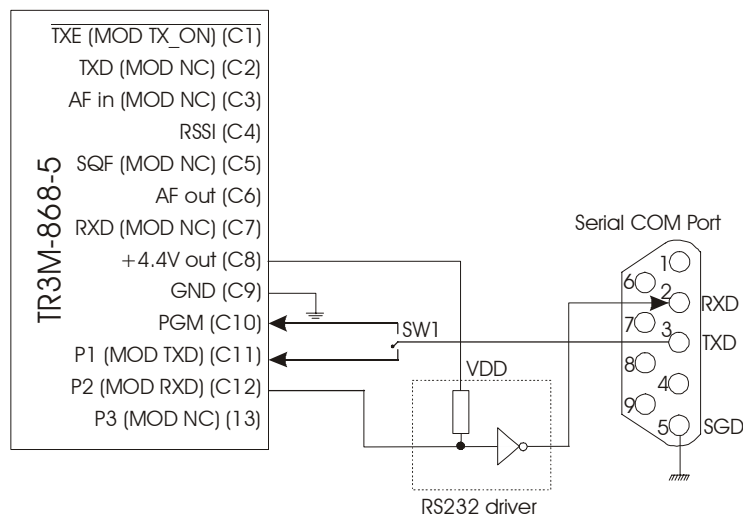 TR3M-868-5
TXE (MOD TX_ON) (C1)
TXD (MOD NC) (C2)
AF in (MOD NC) (C3)
RSSI (C4)
SQF (MOD NC) (C5)
AF out (C6)
RXD (MOD NC) (C7)
+4.4V out (C8)
GND (C9)
PGM (C10)
P1 (MOD TXD) (C11)
P2 (MOD RXD) (C12)
P3 (MOD NC) (13)
SW1
VDD
RS232 driver
Serial COM Port
1
6
2
RXD
7
3
TXD
8
4
9
5
SGD